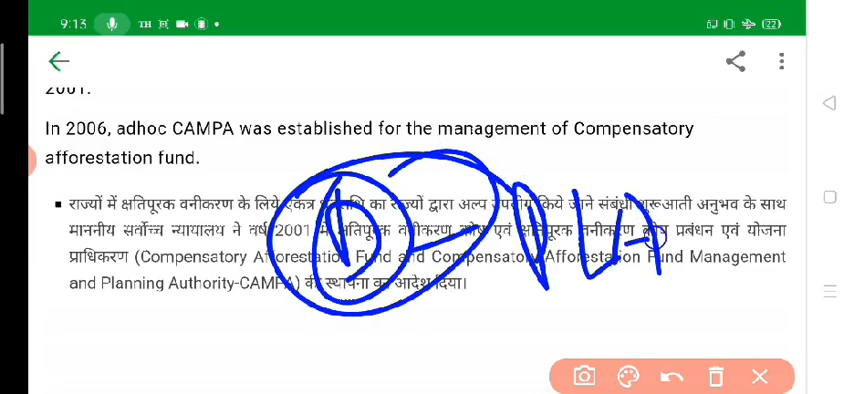 9:13 TH 22
2001.
In 2006, adhoc CAMPA was established for the management of Compensatory
afforestation fund.
राज्यों में क्षतिपूरक वनीकरण के लिये एकत्र का राज्यों द्वारा अल्प उपयोग किये जाने संबंधी शुरूआती अनुभव के साथ
माननीय सर्वोच्च न्यायालय ने वर्ष 2001 में क्षतिपूरक वनीकरण कोष एवं क्षतिपूरक वनीकरण कोष प्रबंधन एवं योजना
प्राधिकरण (Compensatory Afforestation Fund and Compensatory Afforestation Fund Management
and Planning Authority-CAMPA) की स्थापना का आदेश दिया।